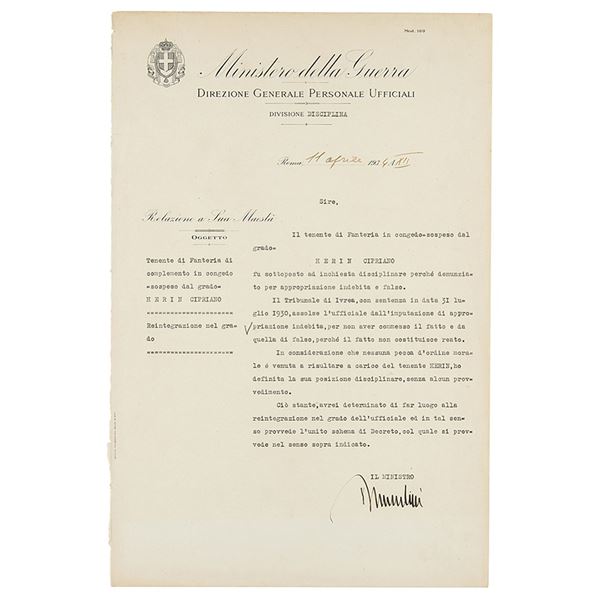 Mod. 109
Ministero della Guerra
DIREZIONE GENERALE PERSONALE UFFICIALI
DIVISIONE DISCIPLINA
Roma, 11 aprile 1934 XII
Sire,
Relazione a Sua Maestà
OGGETTO
Tenente di Fanteria di
complemento in congedo
-sospeso dal grado-
HERIN CIPRIANO
Reintegrazione nel gra-
do
Il tenente di Fanteria in congedo-sospeso dal
grado-
HERIN CIPRIANO
fu sottoposto ad inchiesta disciplinare perché denunzia-
to per appropriazione indebita e falso.
Il Tribunale di Ivrea, con sentenza in data 31 lu
glio 1930, assolse l'ufficiale dall'imputazione di appro-
priazione indebita, per non aver commesso il fatto e da
quella di falso, perché il fatto non costituisce reato.
In considerazione che nessuna pecca d'ordine mora-
le é venuta a risultare a carico del tenente HERIN, ho
definita la sua posizione disciplinare, senza alcun prov-
vedimento.
Ciò stante, avrei determinato di far luogo alla
reintegrazione nel grado dell'ufficiale ed in tal sen-
so provvede l'unito schema di Decreto, col quale si prov-
vede nel senso sopra indicato.
IL MINISTRO
Mussolini